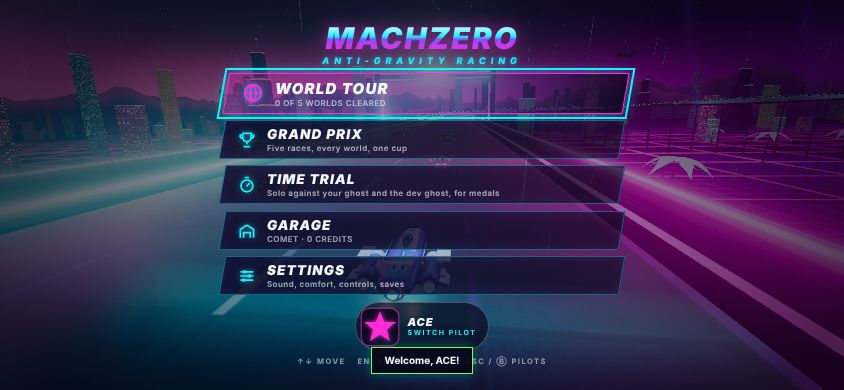 MACHZERO
ANTI-GRAVITY RACING
WORLD TOUR
0 OF 5 WORLDS CLEARED
GRAND PRIX
Five races, every world, one cup
TIME TRIAL
Solo against your ghost and the dev ghost, for medals
GARAGE
COMET · 0 CREDITS
SETTINGS
Sound, comfort, controls, saves
ACE
SWITCH PILOT
↑↓ MOVE / Ⓑ PILOTS
Welcome, ACE!